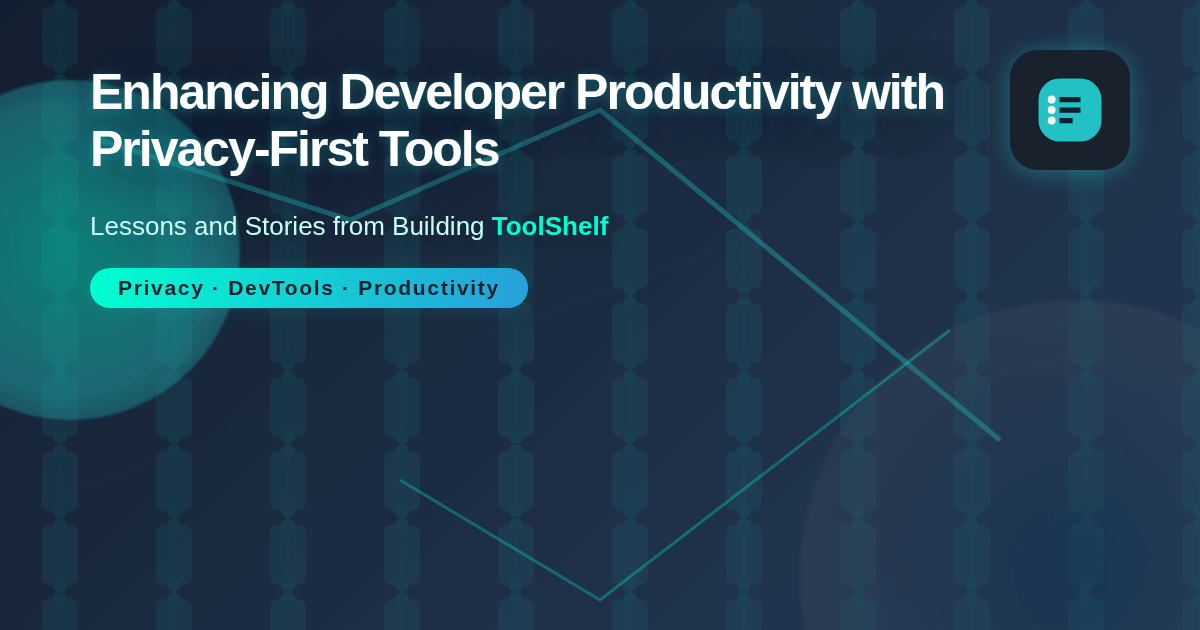 Enhancing Developer Productivity with
Privacy-First Tools
Lessons and Stories from Building ToolShelf
Privacy · DevTools · Productivity